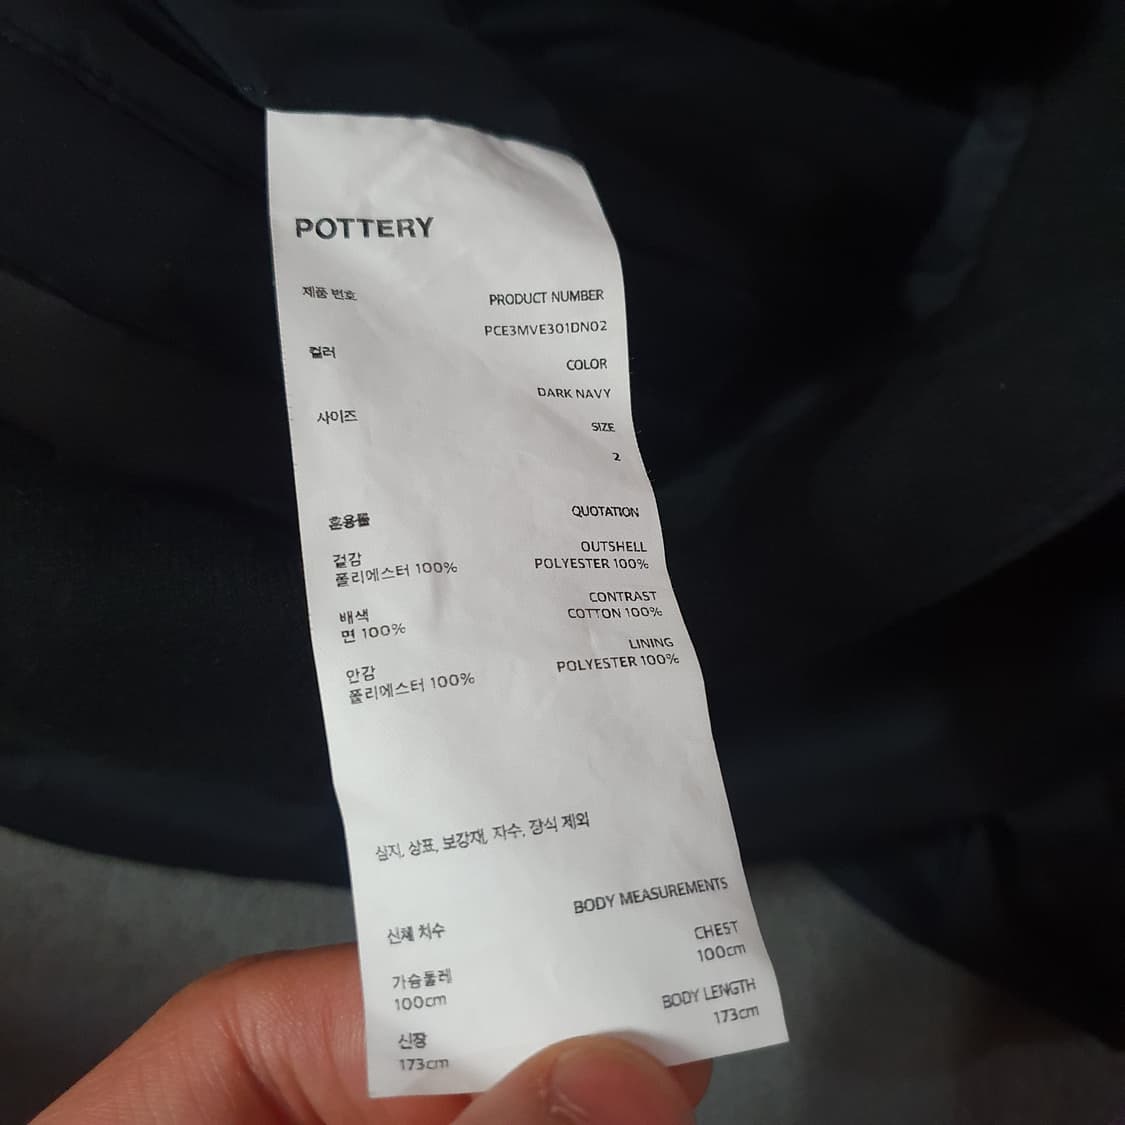 POTTERY
제품 번호
PRODUCT NUMBER
PCE3MVE301DN02
컬러
COLOR
DARK NAVY
사이즈
SIZE
2
혼용률
QUOTATION
겉감
폴리에스터 100%
OUTSHELL
POLYESTER 100%
배색
면 100%
CONTRAST
COTTON 100%
안감
폴리에스터 100%
LINING
POLYESTER 100%
심지, 상표, 보강재, 자수, 장식 제외
신체 치수
BODY MEASUREMENTS
가슴둘레
100cm
CHEST
100cm
신장
173cm
BODY LENGTH
173cm